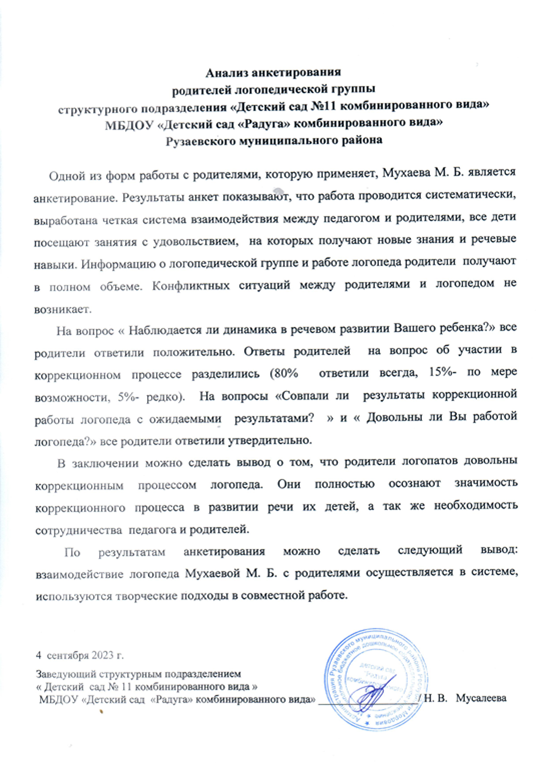 Анализ анкетирования
родителей логопедической группы
структурного подразделения «Детский сад №11 комбинированного вида»
МБДОУ «Детский сад «Радуга» комбинированного вида»
Рузаевского муниципального района
Одной из форм работы с родителями, которую применяет, Мухаева М. Б. является
анкетирование. Результаты анкет показывают, что работа проводится систематически,
выработана четкая система взаимодействия между педагогом и родителями, все дети
посещают занятия с удовольствием, на которых получают новые знания и речевые
навыки. Информацию о логопедической группе и работе логопеда родители получают
в полном объеме. Конфликтных ситуаций между родителями и логопедом не
возникает.
На вопрос « Наблюдается ли динамика в речевом развитии Вашего ребенка?» все
родители ответили положительно. Ответы родителей на вопрос об участии в
коррекционном процессе разделились (80% ответили всегда, 15%- по мере
возможности, 5%- редко). На вопросы «Совпали ли результаты коррекционной
работы логопеда с ожидаемыми результатами? » и « Довольны ли Вы работой
логопеда?» все родители ответили утвердительно.
В заключении можно сделать вывод о том, что родители логопатов довольны
коррекционным процессом логопеда. Они полностью осознают значимость
коррекционного процесса в развитии речи их детей, а так же необходимость
сотрудничества педагога и родителей.
По результатам анкетирования можно сделать следующий вывод:
взаимодействие логопеда Мухаевой М. Б. с родителями осуществляется в системе,
используются творческие подходы в совместной работе.
4 сентября 2023 г.
Заведующий структурным подразделением
« Детский сад № 11 комбинированного вида »
МБДОУ «Детский сад «Радуга» комбинированного вида» / Н. В. Мусалеева